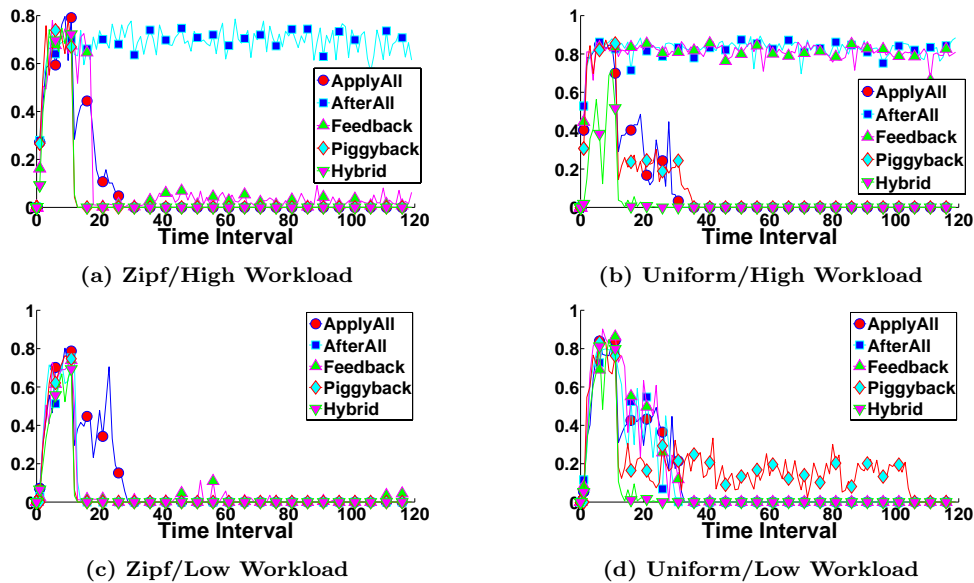 0.8
0.6
0.4
0.2
0
ApplyAll
AfterAll
Feedback
Piggyback
Hybrid
0 20 40 60 80 100 120
Time Interval
(a) Zipf/High Workload
1
0.8
0.6
0.4
0.2
0
ApplyAll
AfterAll
Feedback
Piggyback
Hybrid
0 20 40 60 80 100 120
Time Interval
(b) Uniform/High Workload
1
0.8
0.6
0.4
0.2
0
ApplyAll
AfterAll
Feedback
Piggyback
Hybrid
0 20 40 60 80 100 120
Time Interval
(c) Zipf/Low Workload
1
0.8
0.6
0.4
0.2
0
ApplyAll
AfterAll
Feedback
Piggyback
Hybrid
0 20 40 60 80 100 120
Time Interval
(d) Uniform/Low Workload